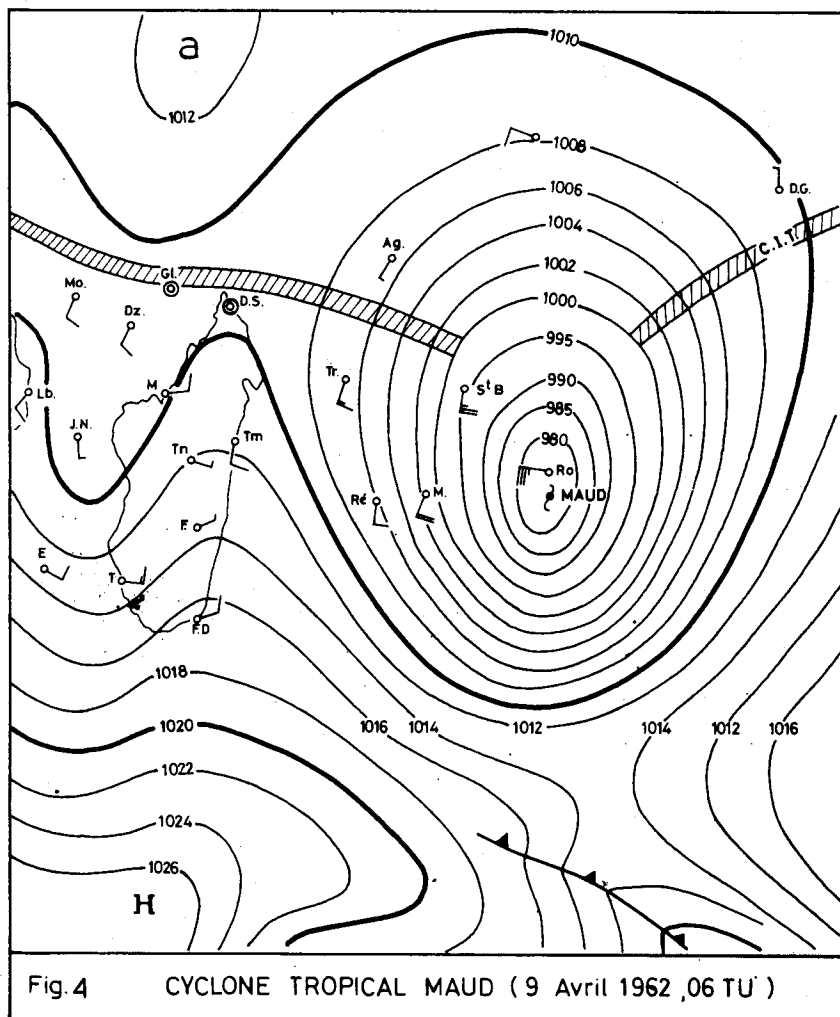 1010
a
1012
1008
1006
D.G.
1004
C.I.T.
Ag.
1002
Gl.
Mo.
D.S.
1000
Dz.
995
Tr.
990
M.
St B
Lb.
985
J.N.
980
Tm
Tn
Ro
MAUD
Ré
M.
F.
E
T
F.D
1018
1020
1016
1014
1012
1014
1012
1016
1022
1024
1026
H
Fig.4 CYCLONE TROPICAL MAUD ( 9 Avril 1962 ,06 TU )